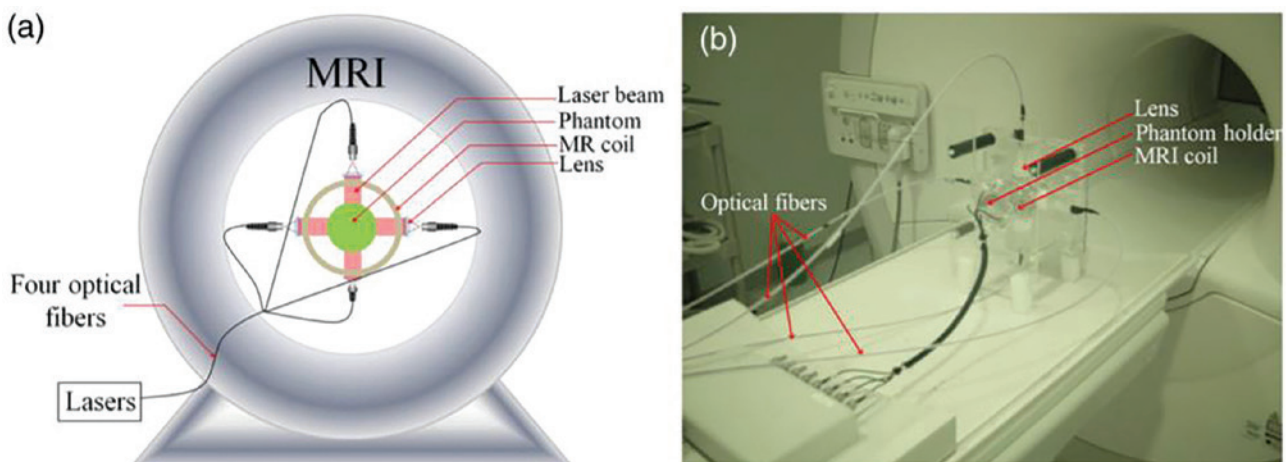 (a)
MRI
Laser beam
Phantom
MR coil
Lens
Four optical
fibers
Lasers
(b)
Lens
Phantom holder
MRI coil
Optical fibers